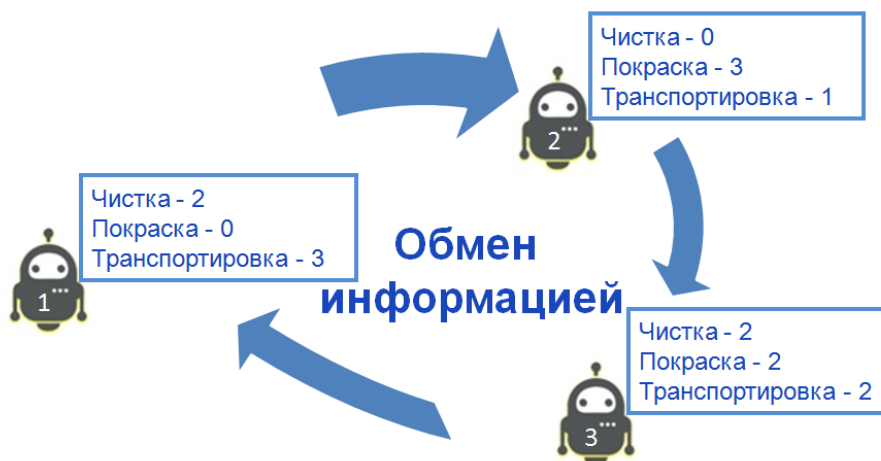 Чистка - 0
Покраска - 3
Транспортировка - 1
2
Чистка - 2
Покраска - 0
Транспортировка - 3
1
Обмен
информацией
Чистка - 2
Покраска - 2
Транспортировка - 2
3